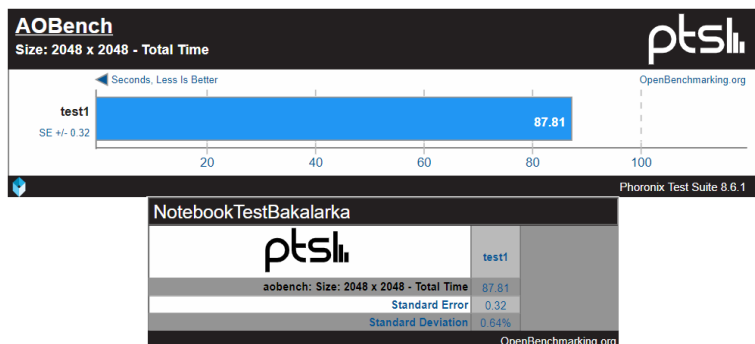 AOBench
Size: 2048 x 2048 - Total Time
ptsl
Seconds, Less Is Better
OpenBenchmarking.org
test1
87.81
SE +/- 0.32
20 40 60 80 100
Phoronix Test Suite 8.6.1
NotebookTestBakalarka
ptsl
test1
aobench: Size: 2048 x 2048 - Total Time 87.81
Standard Error 0.32
Standard Deviation 0.64%
OpenBenchmarking.org